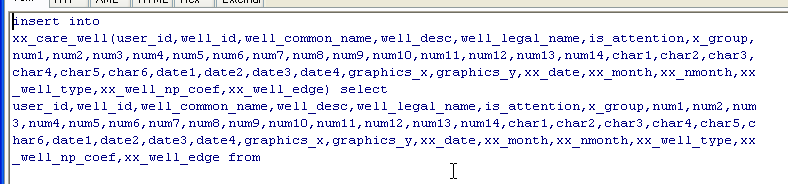 insert into
xx_care_well(user_id,well_id,well_common_name,well_desc,well_legal_name,is_attention,x_group,
num1,num2,num3,num4,num5,num6,num7,num8,num9,num10,num11,num12,num13,num14,char1,char2,char3,
char4,char5,char6,date1,date2,date3,date4,graphics_x,graphics_y,xx_date,xx_month,xx_nmonth,xx
_well_type,xx_well_np_coef,xx_well_edge) select
user_id,well_id,well_common_name,well_desc,well_legal_name,is_attention,x_group,num1,num2,num
3,num4,num5,num6,num7,num8,num9,num10,num11,num12,num13,num14,char1,char2,char3,char4,char5,c
har6,date1,date2,date3,date4,graphics_x,graphics_y,xx_date,xx_month,xx_nmonth,xx_well_type,xx
_well_np_coef,xx_well_edge from